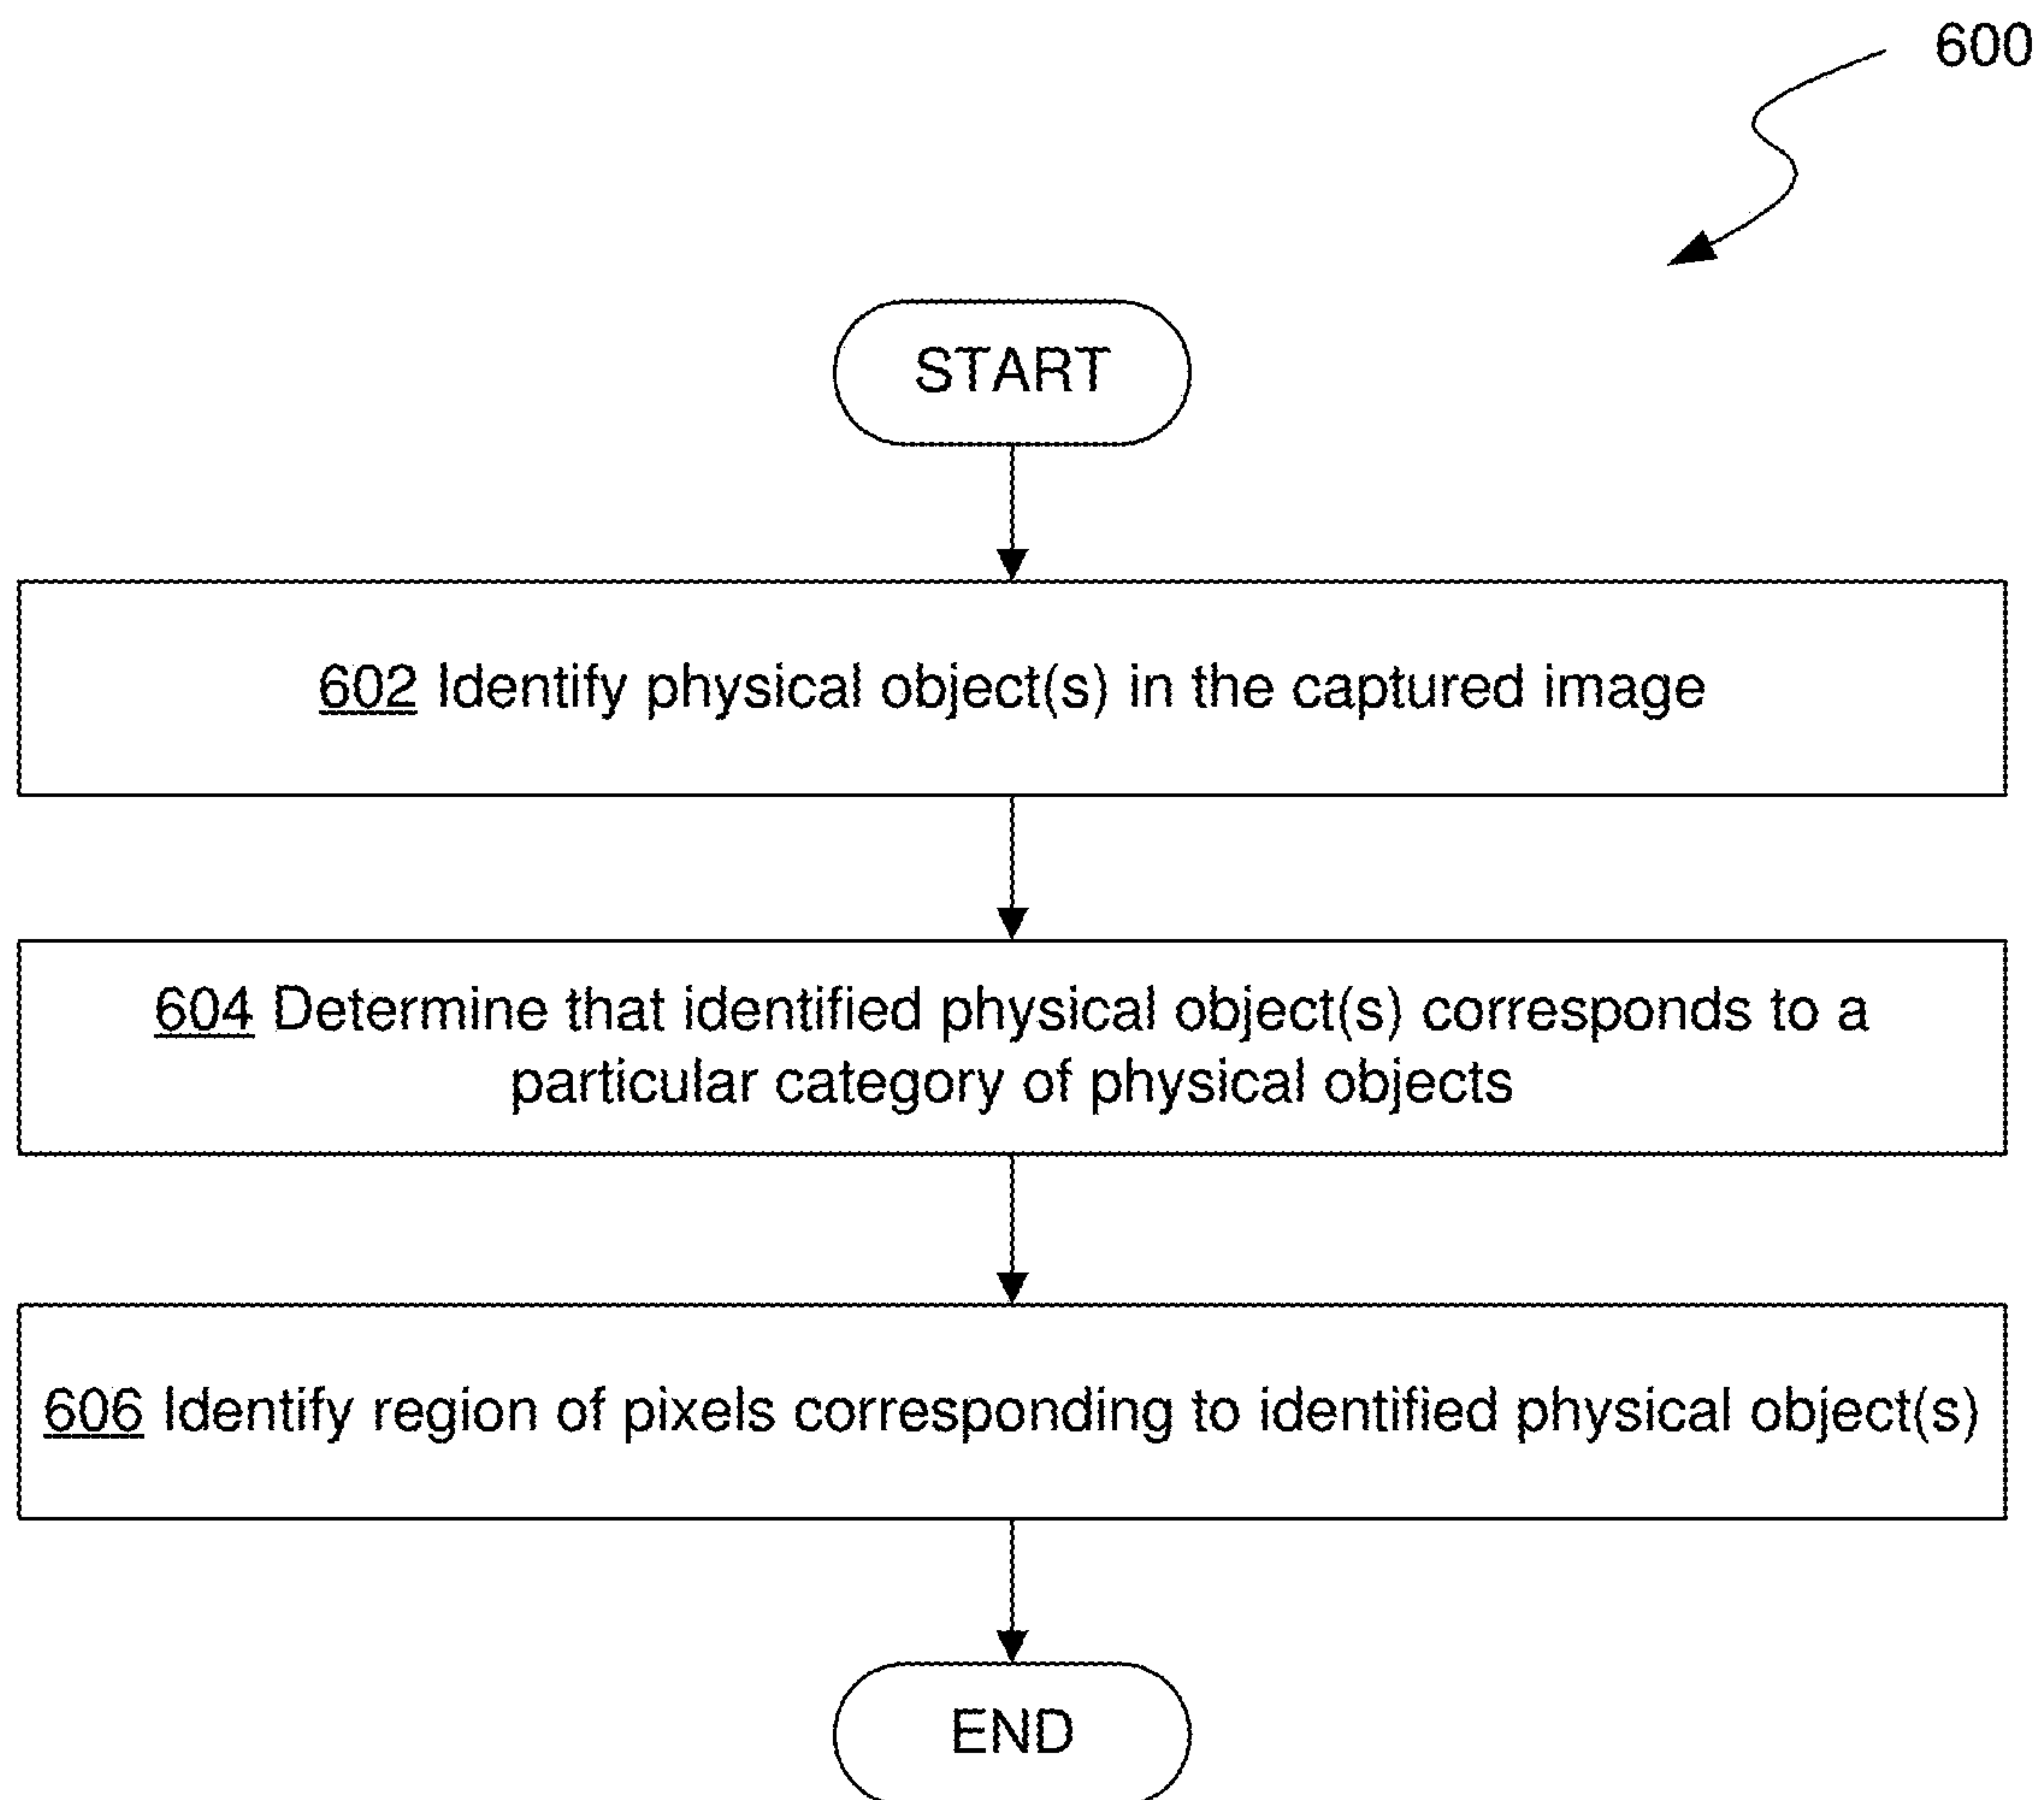 600
START
602 Identify physical object(s) in the captured image
604 Determine that identified physical object(s) corresponds to a
particular category of physical objects
606 Identify region of pixels corresponding to identified physical object(s)
END